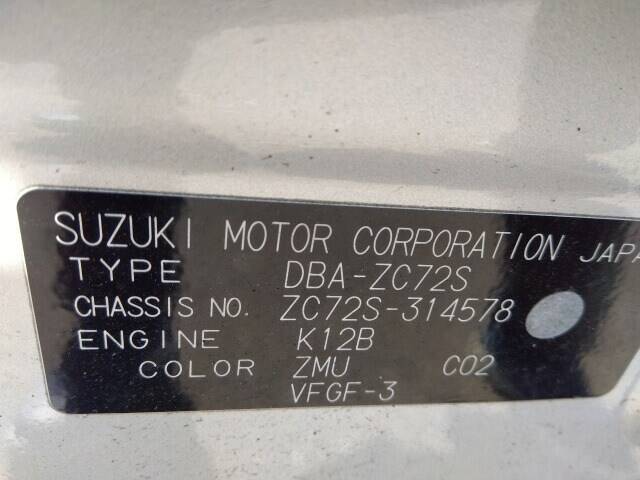 SUZUKI MOTOR CORPORATION JAPA
TYPE DBA-ZC72S
CHASSIS NO. ZC72S-314578
ENGINE K12B
COLOR ZMU C02
VFGF-3